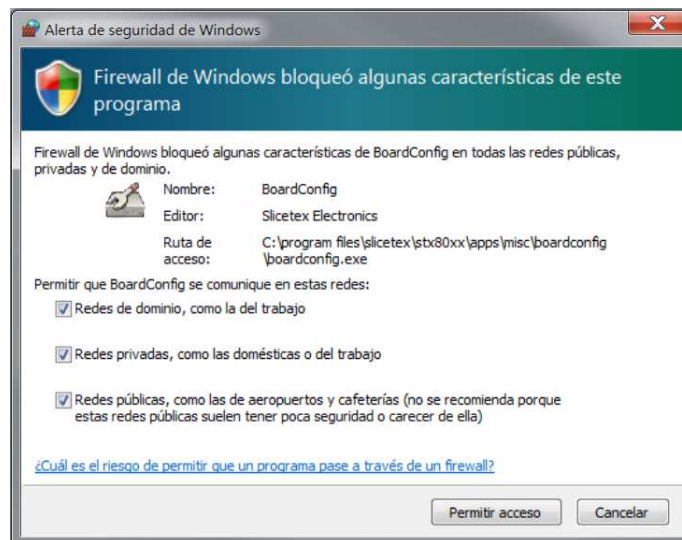 Alerta de seguridad de Windows
Firewall de Windows bloqueó algunas características de este
programa
Firewall de Windows bloqueó algunas características de BoardConfig en todas las redes públicas,
privadas y de dominio.
Nombre: BoardConfig
Editor: Slicetex Electronics
Ruta de C:\program files\slicetex\stx80xx\apps\misc\boardconfig
acceso: \boardconfig.exe
Permitir que BoardConfig se comunique en estas redes:
Redes de dominio, como la del trabajo
Redes privadas, como las domésticas o del trabajo
Redes públicas, como las de aeropuertos y cafeterías (no se recomienda porque
estas redes públicas suelen tener poca seguridad o carecer de ella)
¿Cuál es el riesgo de permitir que un programa pase a través de un firewall?
Permitir acceso Cancelar